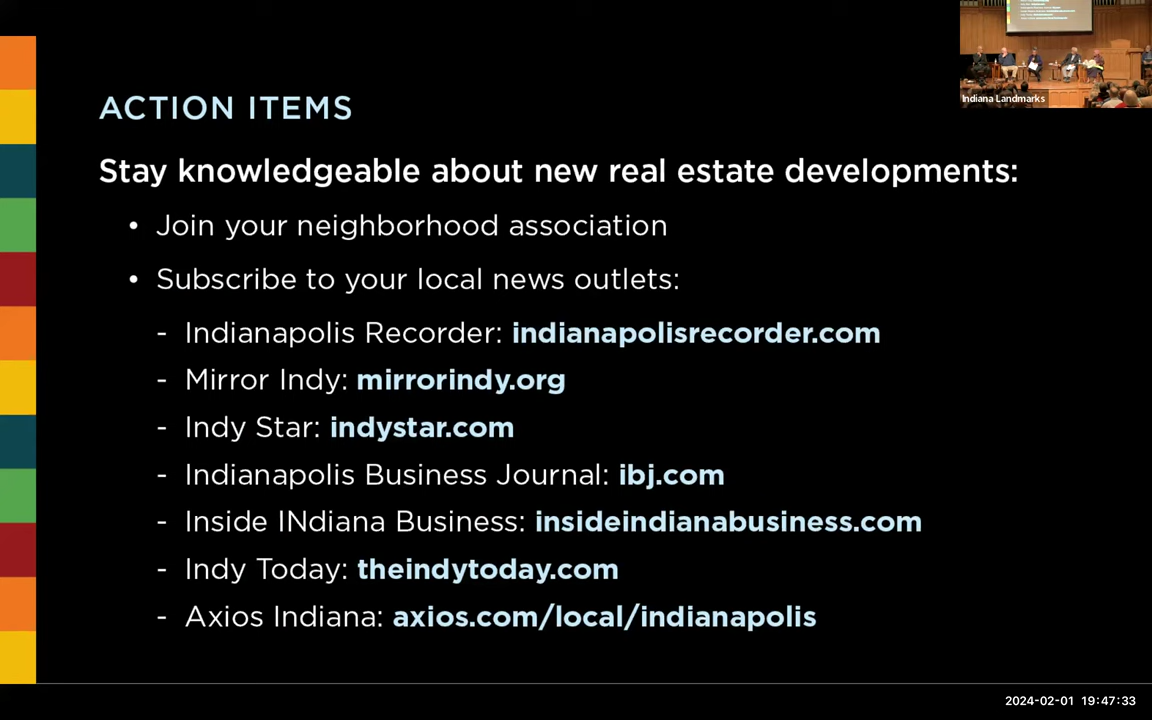 Indiana Landmarks
ACTION ITEMS
Stay knowledgeable about new real estate developments:
• Join your neighborhood association
• Subscribe to your local news outlets:
- Indianapolis Recorder: indianapolisrecorder.com
- Mirror Indy: mirrorindy.org
- Indy Star: indystar.com
- Indianapolis Business Journal: ibj.com
- Inside INdiana Business: insideindianabusiness.com
- Indy Today: theindytoday.com
- Axios Indiana: axios.com/local/indianapolis
2024-02-01 19:47:33